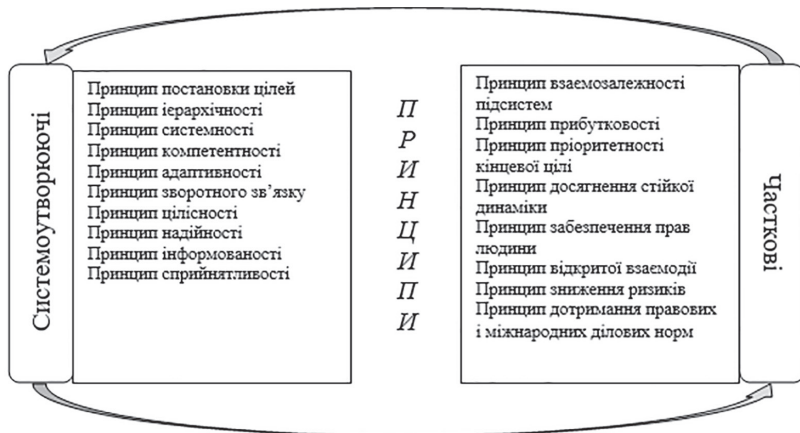 Системоутворюючі
Принцип постановки цілей
Принцип ієрархічності
Принцип системності
Принцип компетентності
Принцип адаптивності
Принцип зворотного зв’язку
Принцип цілісності
Принцип надійності
Принцип інформованості
Принцип сприйнятливості
ПРИНЦИПИ
Принцип взаємозалежності
підсистем
Принцип прибутковості
Принцип пріоритетності
кінцевої цілі
Принцип досягнення стійкої
динаміки
Принцип забезпечення прав
людини
Принцип відкритої взаємодії
Принцип зниження ризиків
Принцип дотримання правових
і міжнародних ділових норм
Часткові